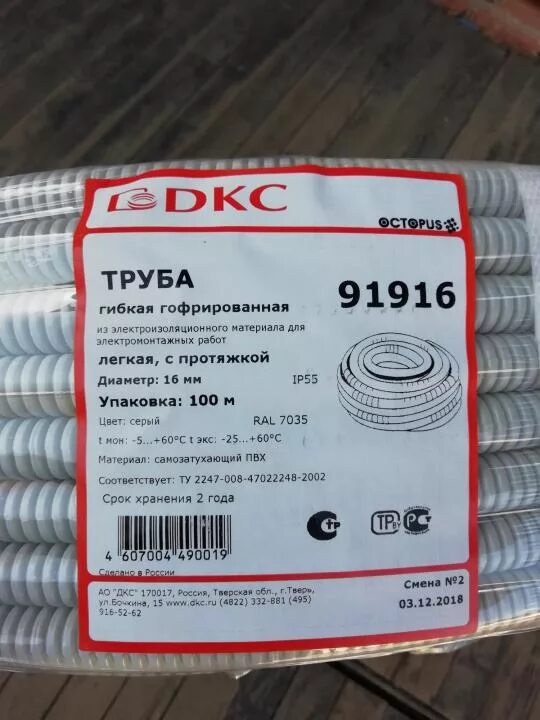 DKC
OCTOPUS
ТРУБА
91916
гибкая гофрированная
из электроизоляционного материала для
электромонтажных работ
легкая, с протяжкой
Диаметр: 16 мм IP55
Упаковка: 100 м
Цвет: серый RAL 7035
t мон: -5...+60°C t экс: -25...+60°C
Материал: самозатухающий ПВХ
Соответствует: ТУ 2247-008-47022248-2002
Срок хранения 2 года
4 607004 490019
Сделано в России
АО "ДКС" 170017, Россия, Тверская обл., г.Тверь,
ул.Бочкина, 15 www.dkc.ru (4822) 332-881 (495)
916-52-62
Смена №2
03.12.2018